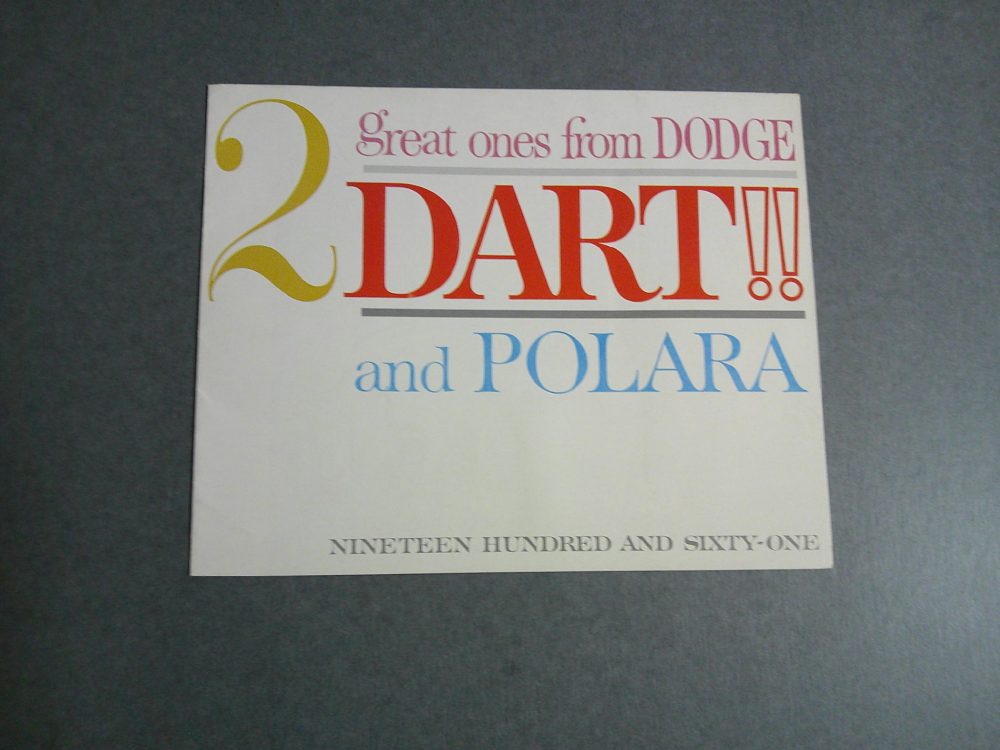 2 great ones from DODGE
DART!!
and POLARA
NINETEEN HUNDRED AND SIXTY-ONE